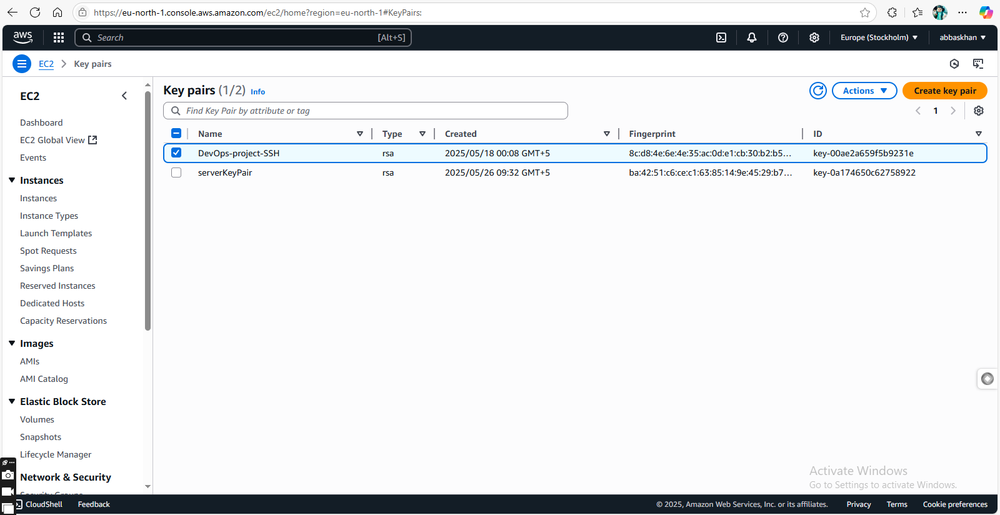 https://eu-north-1.console.aws.amazon.com/ec2/home?region=eu-north-1#KeyPairs:
aws
Search
[Alt+S]
Europe (Stockholm)
abbaskhan
EC2
Key pairs
EC2
Dashboard
EC2 Global View
Events
Instances
Instances
Instance Types
Launch Templates
Spot Requests
Savings Plans
Reserved Instances
Dedicated Hosts
Capacity Reservations
Images
AMIs
AMI Catalog
Elastic Block Store
Volumes
Snapshots
Lifecycle Manager
Network & Security
Security Groups
Key pairs (1/2) Info
Actions
Create key pair
Find Key Pair by attribute or tag
1
Name Type Created Fingerprint ID
DevOps-project-SSH rsa 2025/05/18 00:08 GMT+5 8c:d8:4e:6e:4e:35:ac:0d:e1:cb:30:b2:b5... key-00ae2a659f5b9231e
serverKeyPair rsa 2025/05/26 09:32 GMT+5 ba:42:51:c6:ce:c1:63:85:14:9e:45:29:b7... key-0a174650c62758922
Activate Windows
Go to Settings to activate Windows.
CloudShell Feedback © 2025, Amazon Web Services, Inc. or its affiliates. Privacy Terms Cookie preferences